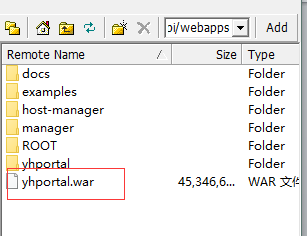 pi/webapps Add
Remote Name Size Type
docs Folder
examples Folder
host-manager Folder
manager Folder
ROOT Folder
yhportal Folder
yhportal.war 45,346,6... WAR 文件